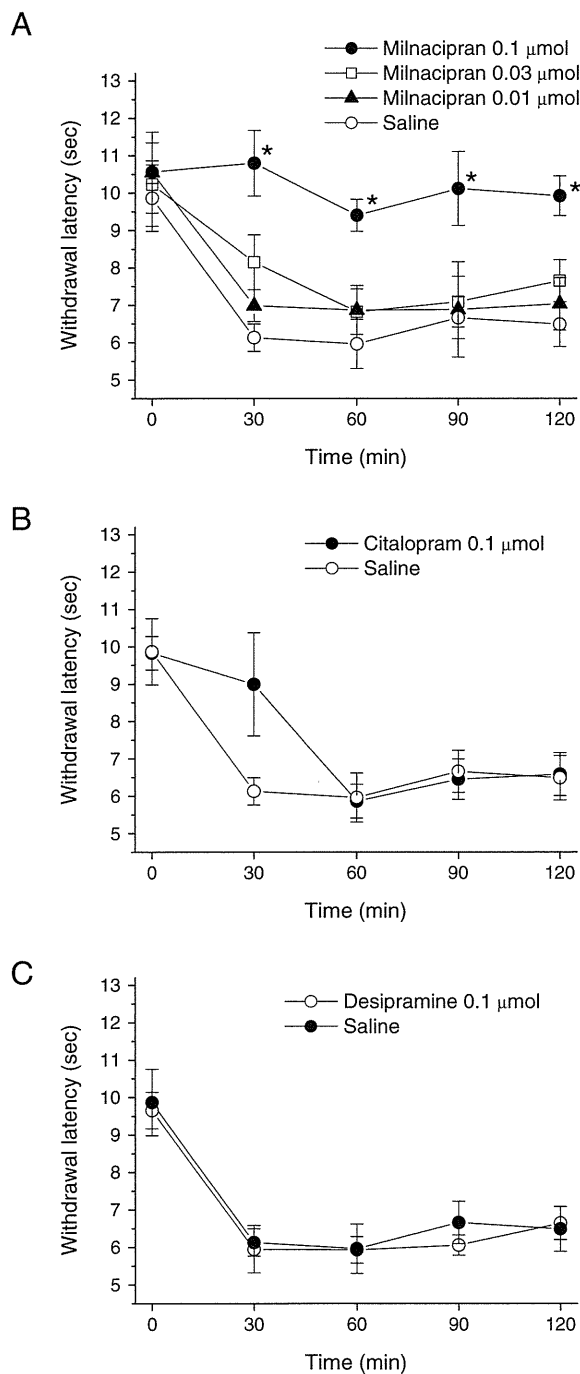 A
Milnacipran 0.1 μmol
Milnacipran 0.03 μmol
Milnacipran 0.01 μmol
Saline
13
12
11
10
9
8
7
6
5
* * * *
Withdrawal latency (sec)
0 30 60 90 120
Time (min)
B
Citalopram 0.1 μmol
Saline
13
12
11
10
9
8
7
6
5
Withdrawal latency (sec)
0 30 60 90 120
Time (min)
C
Desipramine 0.1 μmol
Saline
13
12
11
10
9
8
7
6
5
Withdrawal latency (sec)
0 30 60 90 120
Time (min)